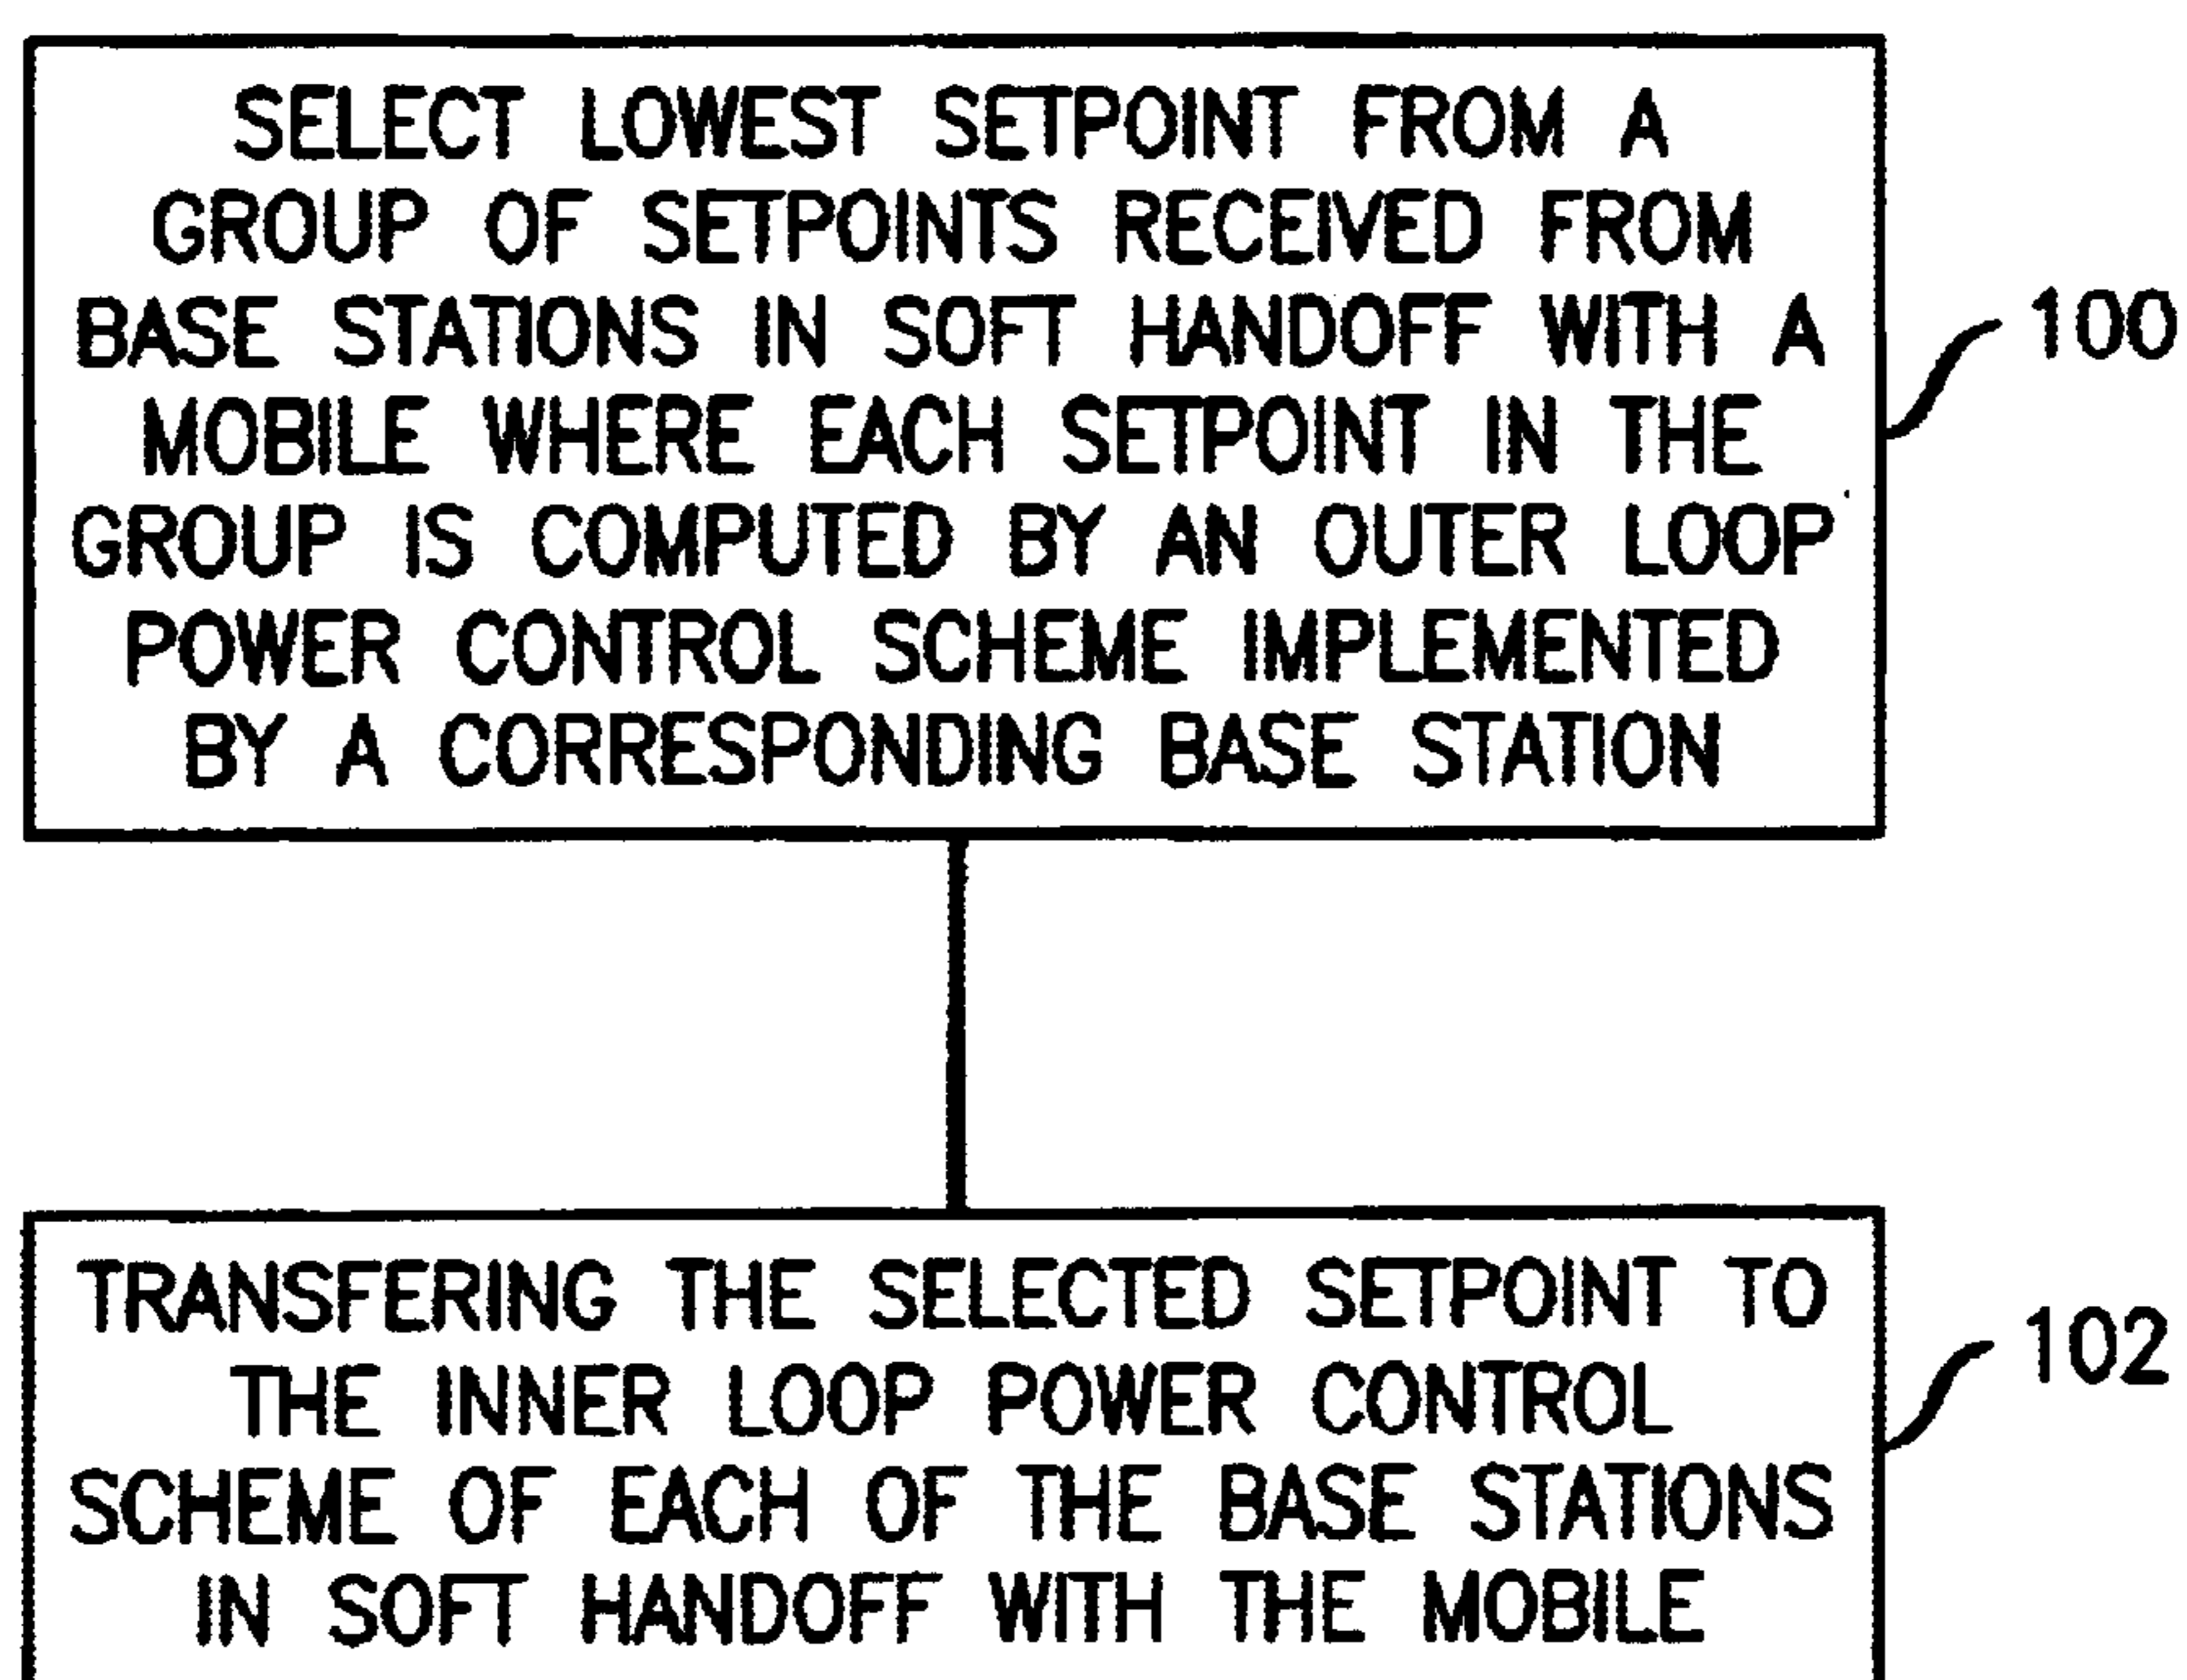 SELECT LOWEST SETPOINT FROM A
GROUP OF SETPOINTS RECEIVED FROM
BASE STATIONS IN SOFT HANDOFF WITH A
MOBILE WHERE EACH SETPOINT IN THE
GROUP IS COMPUTED BY AN OUTER LOOP
POWER CONTROL SCHEME IMPLEMENTED
BY A CORRESPONDING BASE STATION
100
TRANSFERING THE SELECTED SETPOINT TO
THE INNER LOOP POWER CONTROL
SCHEME OF EACH OF THE BASE STATIONS
IN SOFT HANDOFF WITH THE MOBILE
102